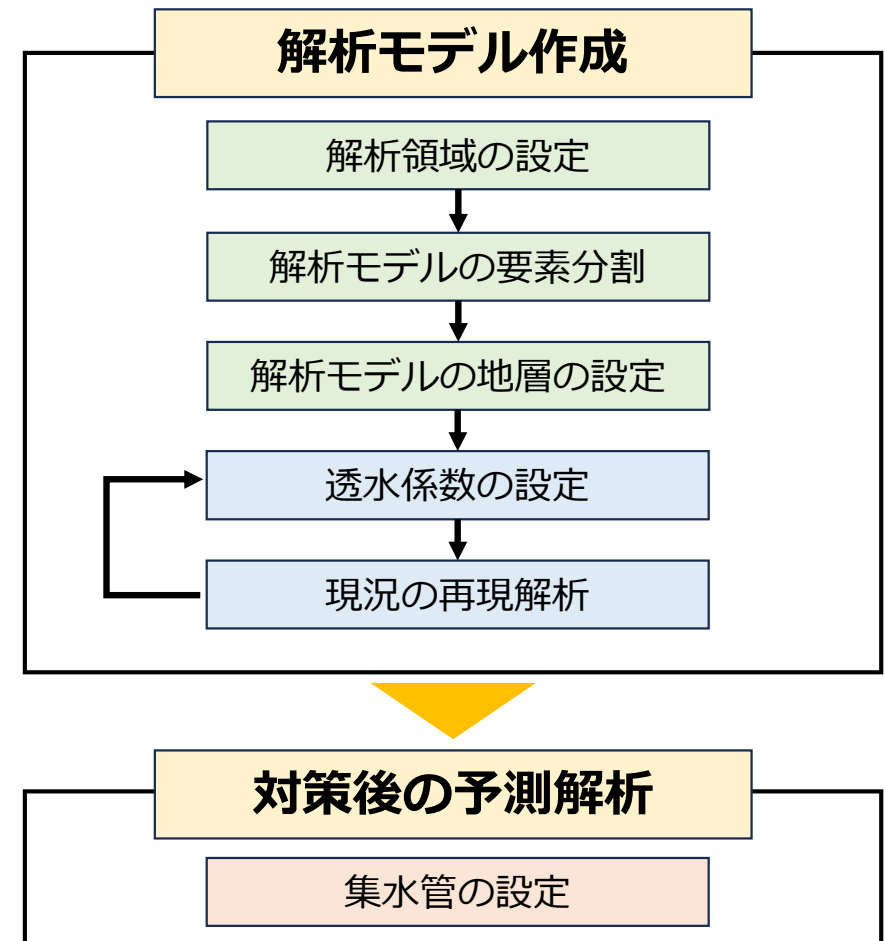 解析モデル作成
解析領域の設定
解析モデルの要素分割
解析モデルの地層の設定
透水係数の設定
現況の再現解析
対策後の予測解析
集水管の設定